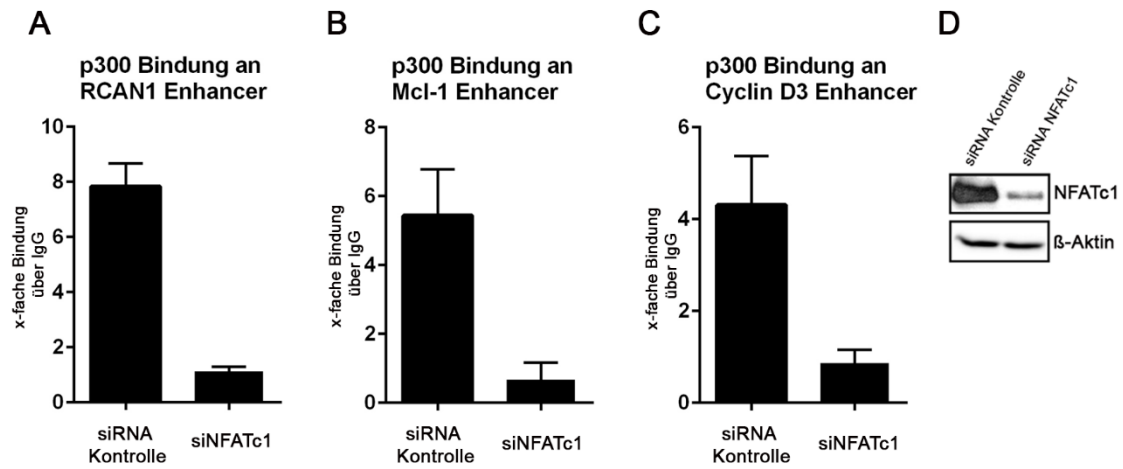 A
p300 Bindung an
RCAN1 Enhancer
x-fache Bindung
über IgG
10
8
6
4
2
0
siRNA
Kontrolle
siNFATc1
B
p300 Bindung an
Mcl-1 Enhancer
x-fache Bindung
über IgG
8
6
4
2
0
siRNA
Kontrolle
siNFATc1
C
p300 Bindung an
Cyclin D3 Enhancer
x-fache Bindung
über IgG
6
4
2
0
siRNA
Kontrolle
siNFATc1
D
siRNA Kontrolle
siRNA NFATc1
NFATc1
ß-Aktin